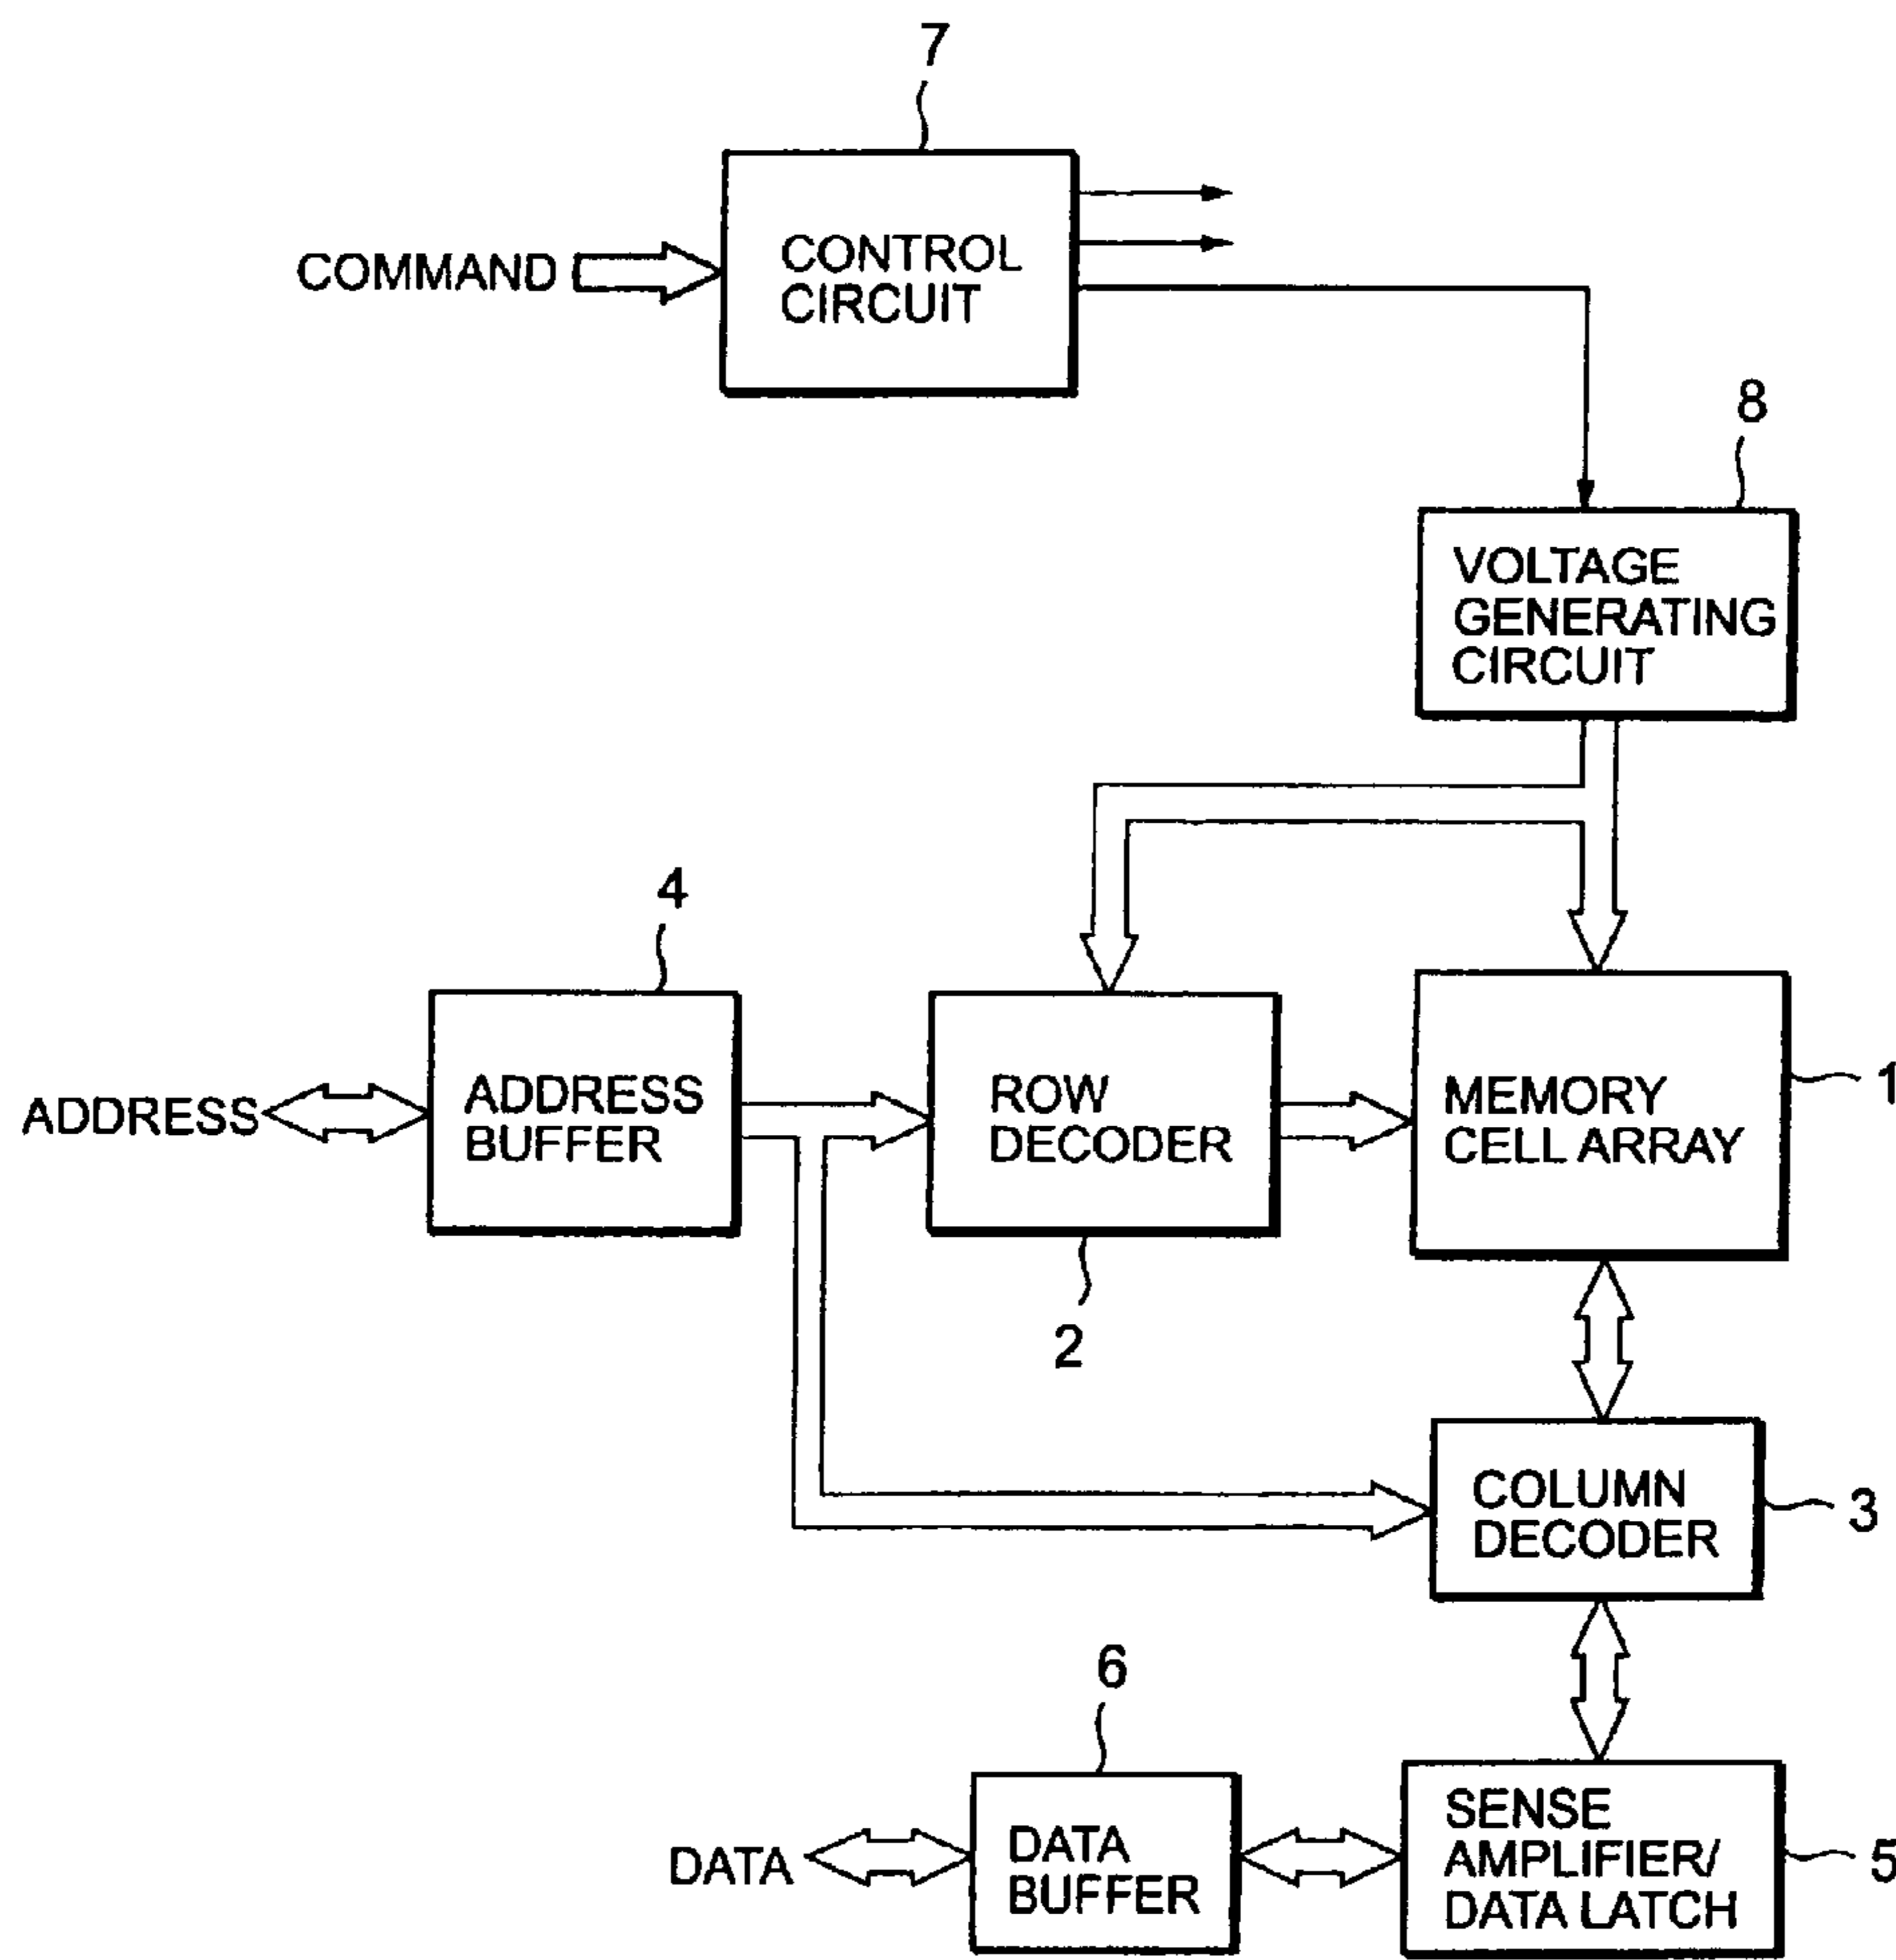 7
COMMAND
CONTROL
CIRCUIT
8
VOLTAGE
GENERATING
CIRCUIT
4
ADDRESS
ADDRESS
BUFFER
ROW
DECODER
MEMORY
CELL ARRAY
1
2
COLUMN
DECODER
3
6
DATA
DATA
BUFFER
SENSE
AMPLIFIER/
DATA LATCH
5